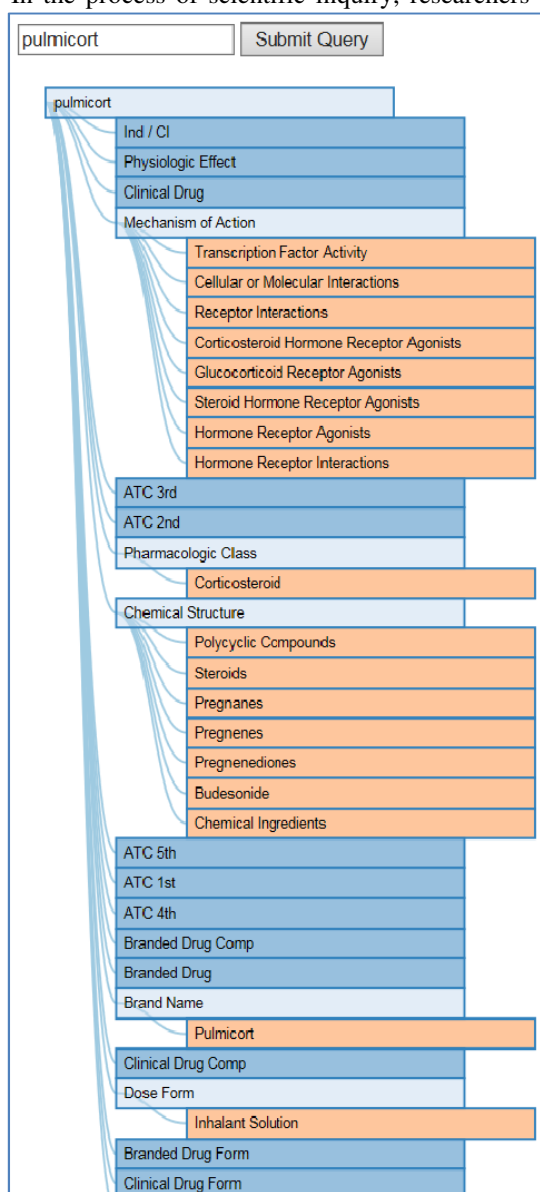 In the process of scientific inquiry, researchers
pulmicort
Submit Query
pulmicort
Ind / CI
Physiologic Effect
Clinical Drug
Mechanism of Action
Transcription Factor Activity
Cellular or Molecular Interactions
Receptor Interactions
Corticosteroid Hormone Receptor Agonists
Glucocorticoid Receptor Agonists
Steroid Hormone Receptor Agonists
Hormone Receptor Agonists
Hormone Receptor Interactions
ATC 3rd
ATC 2nd
Pharmacologic Class
Corticosteroid
Chemical Structure
Polycyclic Compounds
Steroids
Pregnanes
Pregnenes
Pregnenediones
Budesonide
Chemical Ingredients
ATC 5th
ATC 1st
ATC 4th
Branded Drug Comp
Branded Drug
Brand Name
Pulmicort
Clinical Drug Comp
Dose Form
Inhalant Solution
Branded Drug Form
Clinical Drug Form